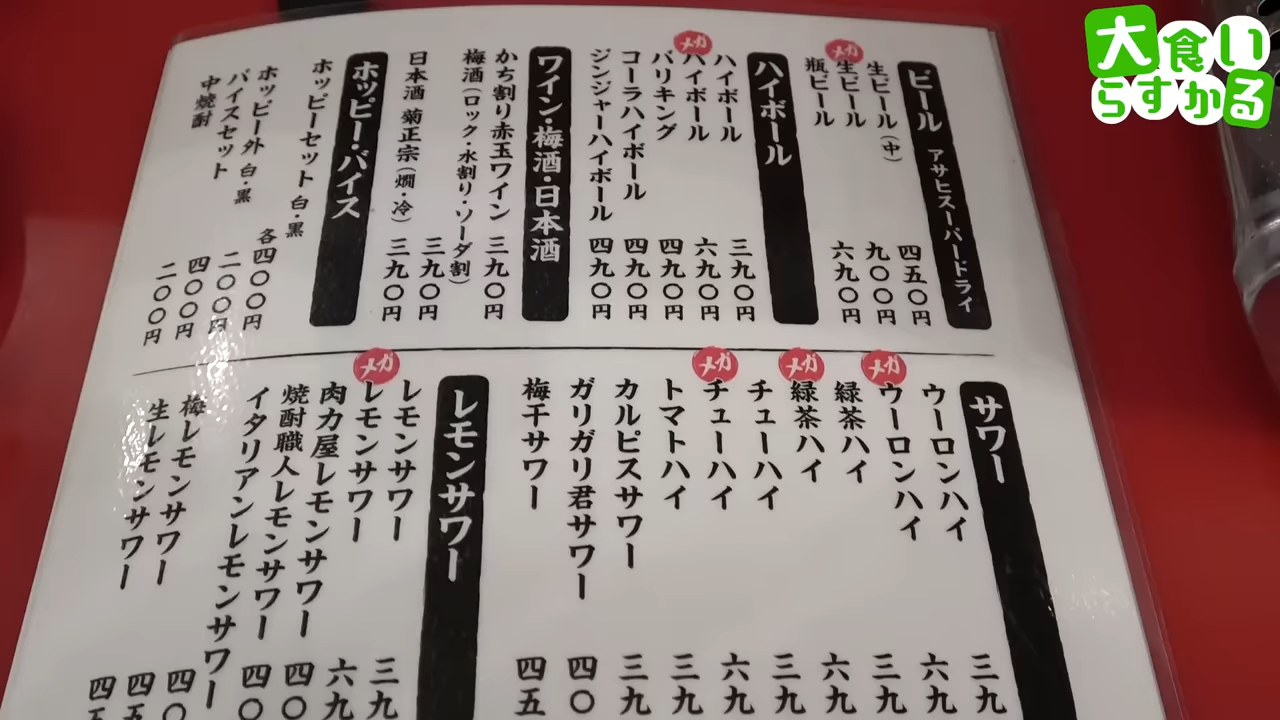 大食い
らすかる
ビール アサヒスーパードライ
生ビール(中) 四五〇円
メガ
生ビール 九〇〇円
瓶ビール 六九〇円
ハイボール
ハイボール 三九〇円
メガ
ハイボール 六九〇円
バリキング 四九〇円
コーラハイボール 四九〇円
ジンジャーハイボール 四九〇円
ワイン・梅酒・日本酒
かち割り赤玉ワイン 三九〇円
梅酒(ロック・水割り・ソーダ割) 三九〇円
日本酒 菊正宗(燗・冷) 三九〇円
ホッピー・バイス
ホッピーセット 白・黒 各四〇〇円
ホッピー外 白・黒 二〇〇円
バイスセット 四〇〇円
中焼酎 二〇〇円
サワー
ウーロンハイ 三九
メガ
ウーロンハイ 六九
緑茶ハイ 三九
メガ
緑茶ハイ 六九
チューハイ 三九
メガ
チューハイ 六九
トマトハイ 三九
カルピスサワー 三九
ガリガリ君サワー 四〇
梅干サワー 四五
レモンサワー
レモンサワー 三九
メガ
レモンサワー 六九
肉力屋レモンサワー 四〇
焼酎職人レモンサワー 四〇
イタリアンレモンサワー 四〇
梅レモンサワー 四五
生レモンサワー 四五